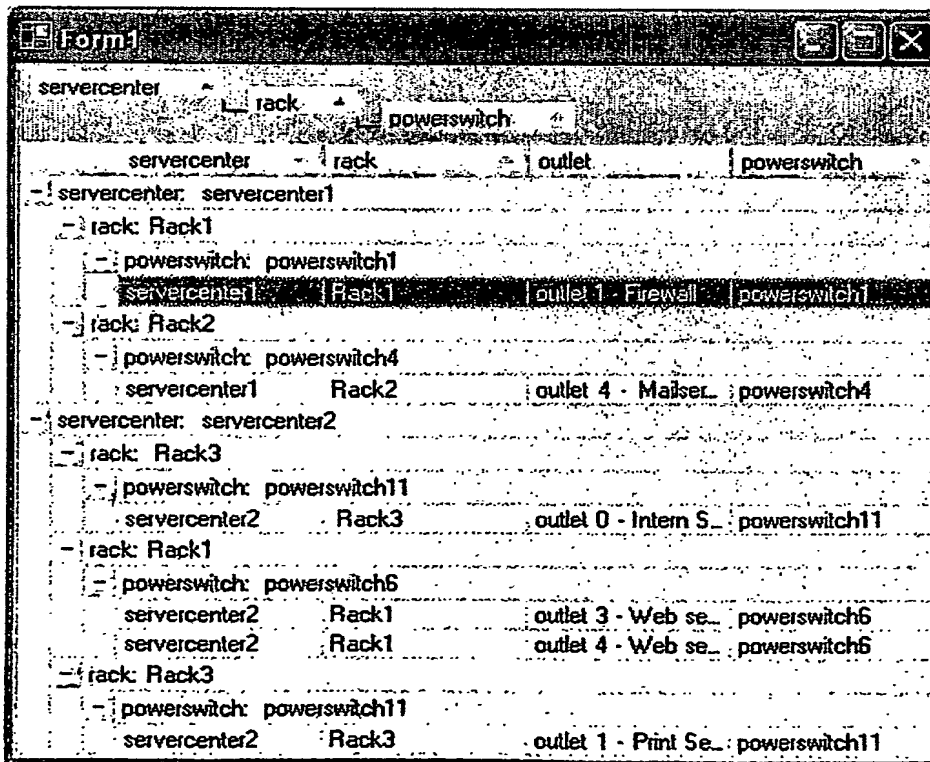 Form1
servercenter
rack
powerswitch
servercenter rack outlet powerswitch
servercenter: servercenter1
rack: Rack1
powerswitch: powerswitch1
servercenter1 Rack1 outlet 1 - Firewall powerswitch1
rack: Rack2
powerswitch: powerswitch4
servercenter1 Rack2 outlet 4 - Mailser... powerswitch4
servercenter: servercenter2
rack: Rack3
powerswitch: powerswitch11
servercenter2 Rack3 outlet 0 - Intern S... powerswitch11
rack: Rack1
powerswitch: powerswitch6
servercenter2 Rack1 outlet 3 - Web se... powerswitch6
servercenter2 Rack1 outlet 4 - Web se... powerswitch6
rack: Rack3
powerswitch: powerswitch11
servercenter2 Rack3 outlet 1 - Print Se... powerswitch11